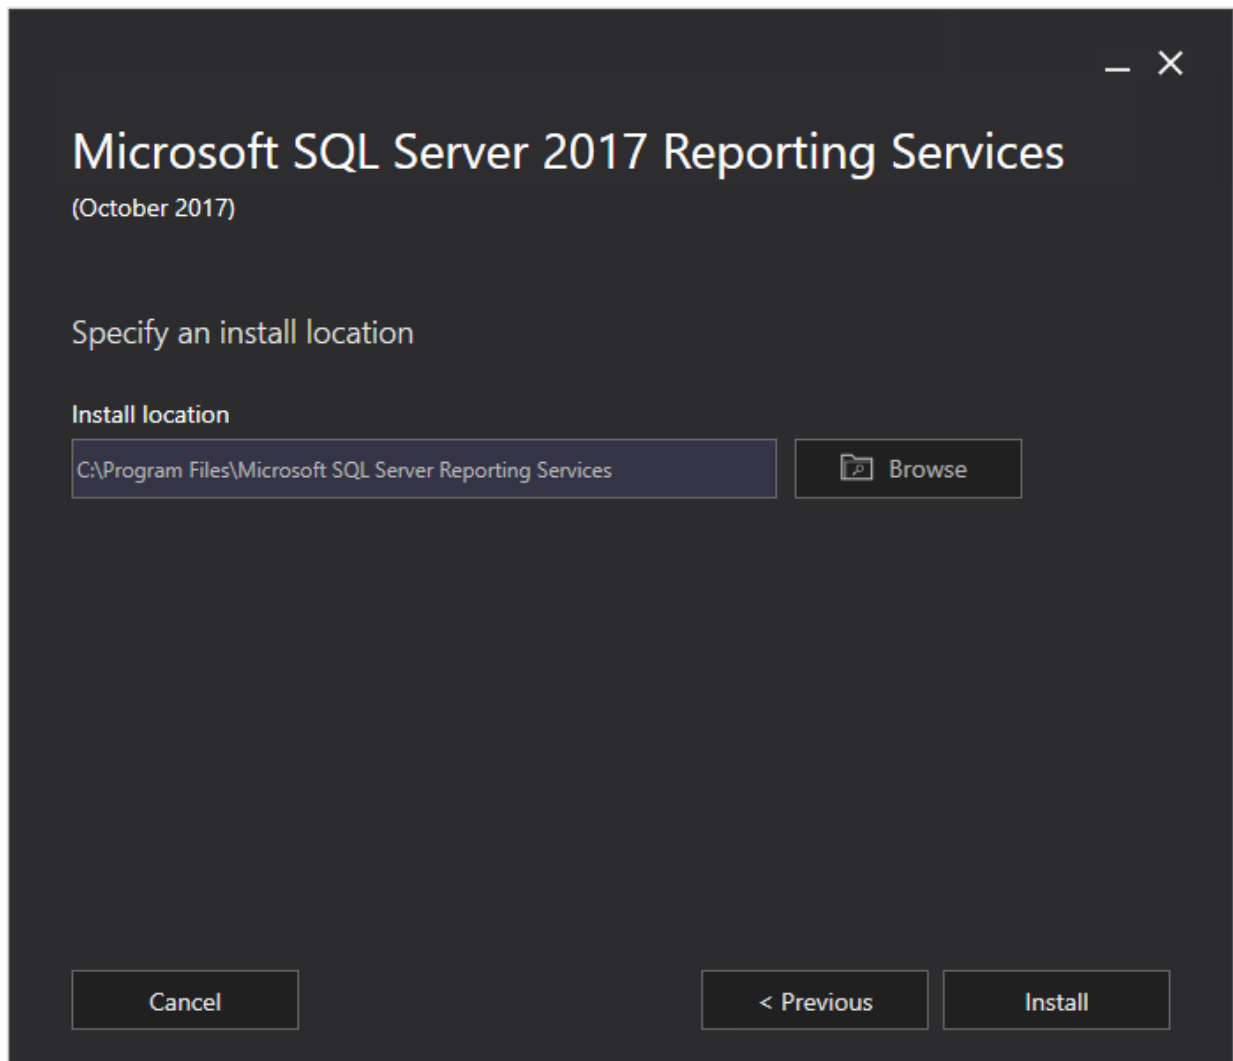 Microsoft SQL Server 2017 Reporting Services
(October 2017)
Specify an install location
Install location
C:\Program Files\Microsoft SQL Server Reporting Services
Browse
Cancel
< Previous
Install